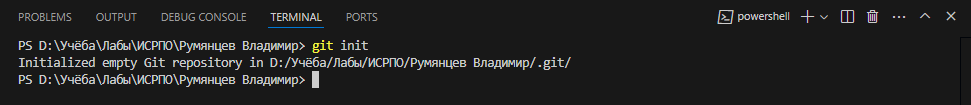 PROBLEMS OUTPUT DEBUG CONSOLE TERMINAL PORTS powershell
PS D:\Учёба\Лабы\ИСРПО\Румянцев Владимир> git init
Initialized empty Git repository in D:/Учёба/Лабы/ИСРПО/Румянцев Владимир/.git/
PS D:\Учёба\Лабы\ИСРПО\Румянцев Владимир>